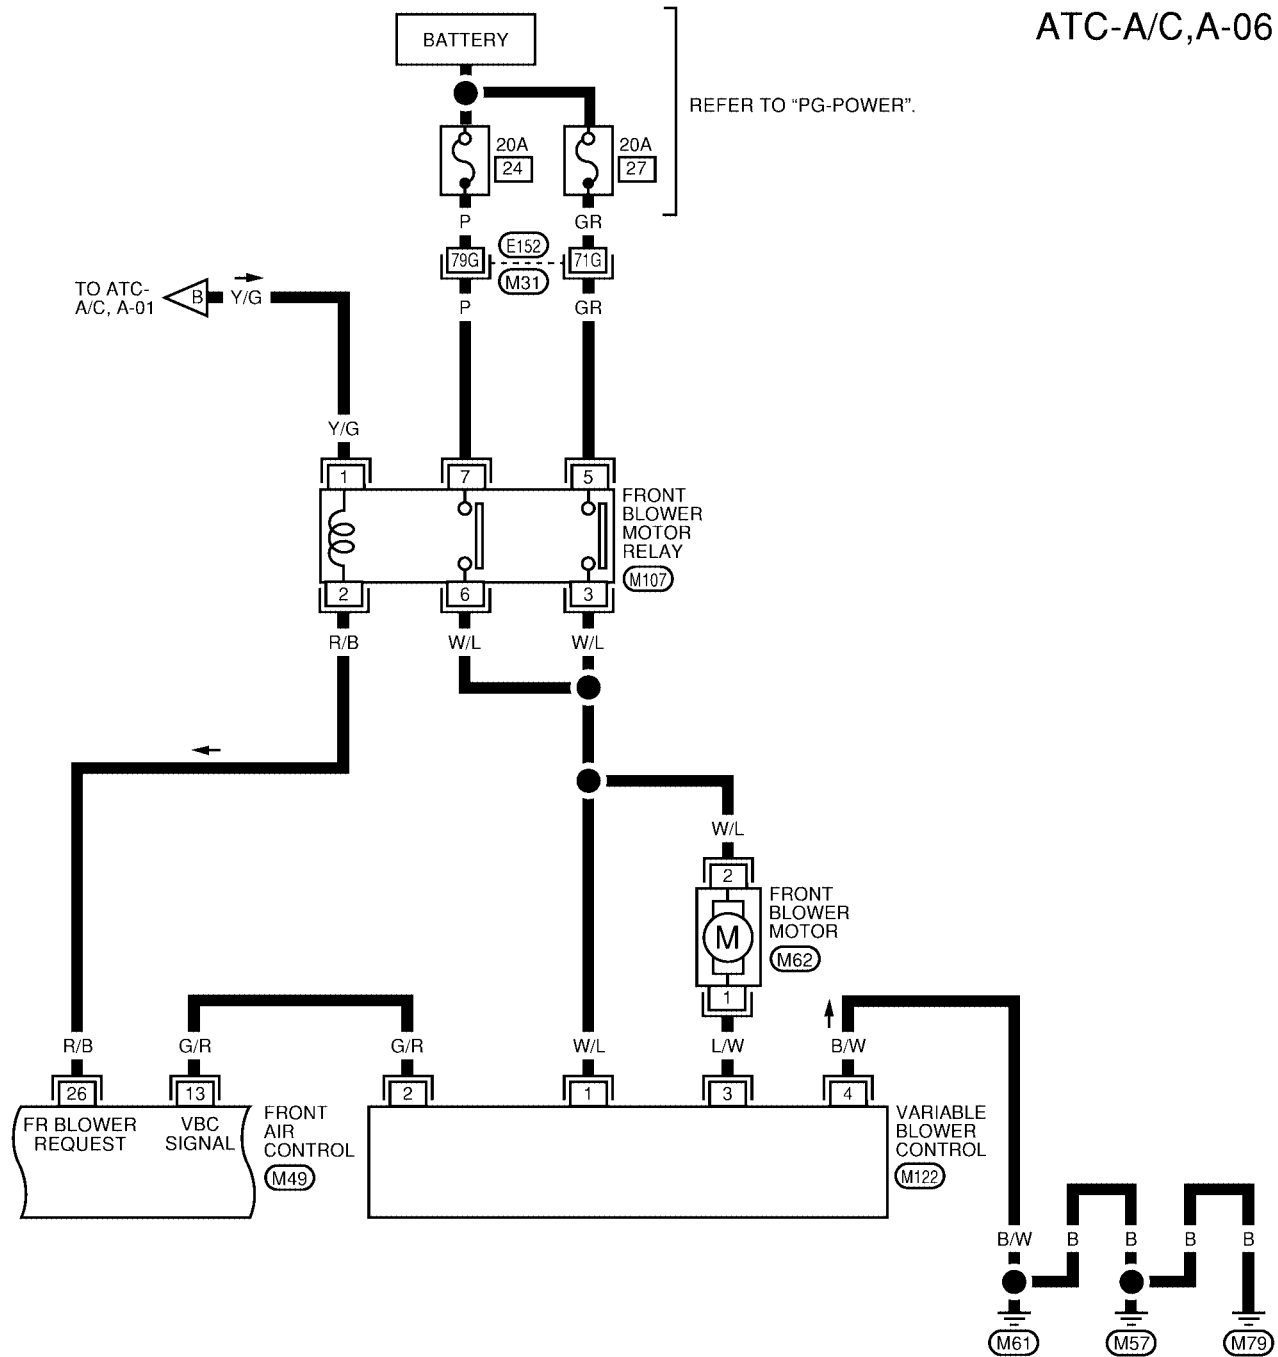 ATC-A/C,A-06
BATTERY
REFER TO “PG-POWER”.
20A
24
20A
27
P
GR
79G
E152
71G
M31
TO ATC-
A/C, A-01
B
Y/G
P
GR
Y/G
1
7
5
FRONT
BLOWER
MOTOR
RELAY
M107
2
6
3
R/B
W/L
W/L
W/L
2
FRONT
BLOWER
MOTOR
M62
M
1
R/B
G/R
G/R
W/L
L/W
B/W
26
13
2
1
3
4
FR BLOWER
REQUEST
VBC
SIGNAL
FRONT
AIR
CONTROL
M49
VARIABLE
BLOWER
CONTROL
M122
B/W
B
B
B
B
M61
M57
M79